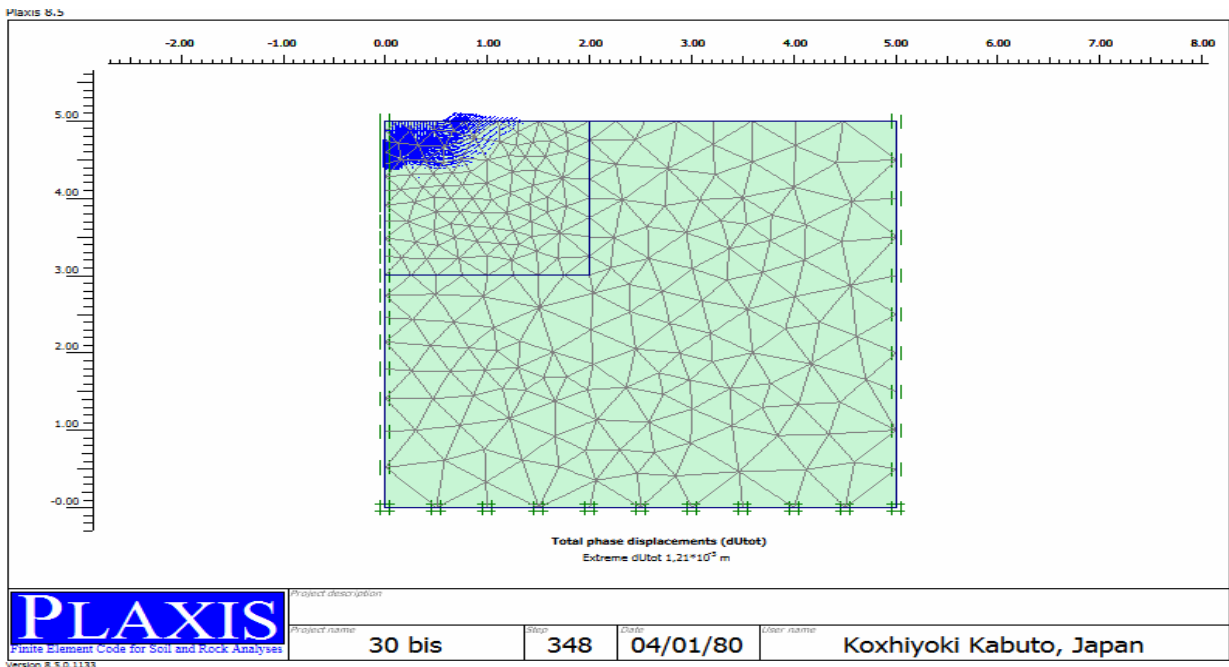 Plaxis 8.5
-2.00 -1.00 0.00 1.00 2.00 3.00 4.00 5.00 6.00 7.00 8.00
5.00
4.00
3.00
2.00
1.00
-0.00
Total phase displacements (dUtot)
Extreme dUtot 1,21*10⁻³ m
PLAXIS
Finite Element Code for Soil and Rock Analyses
Version 8.5.0.1133
Project description
Project name
30 bis
Step
348
Date
04/01/80
User name
Koxhiyoki Kabuto, Japan